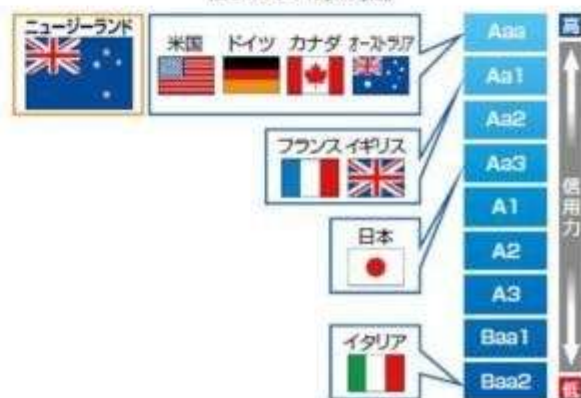 ニュージーランド
米国 ドイツ カナダ オーストラリア
フランス イギリス
日本
イタリア
Aaa
Aa1
Aa2
Aa3
A1
A2
A3
Baa1
Baa2
高
信用力
低